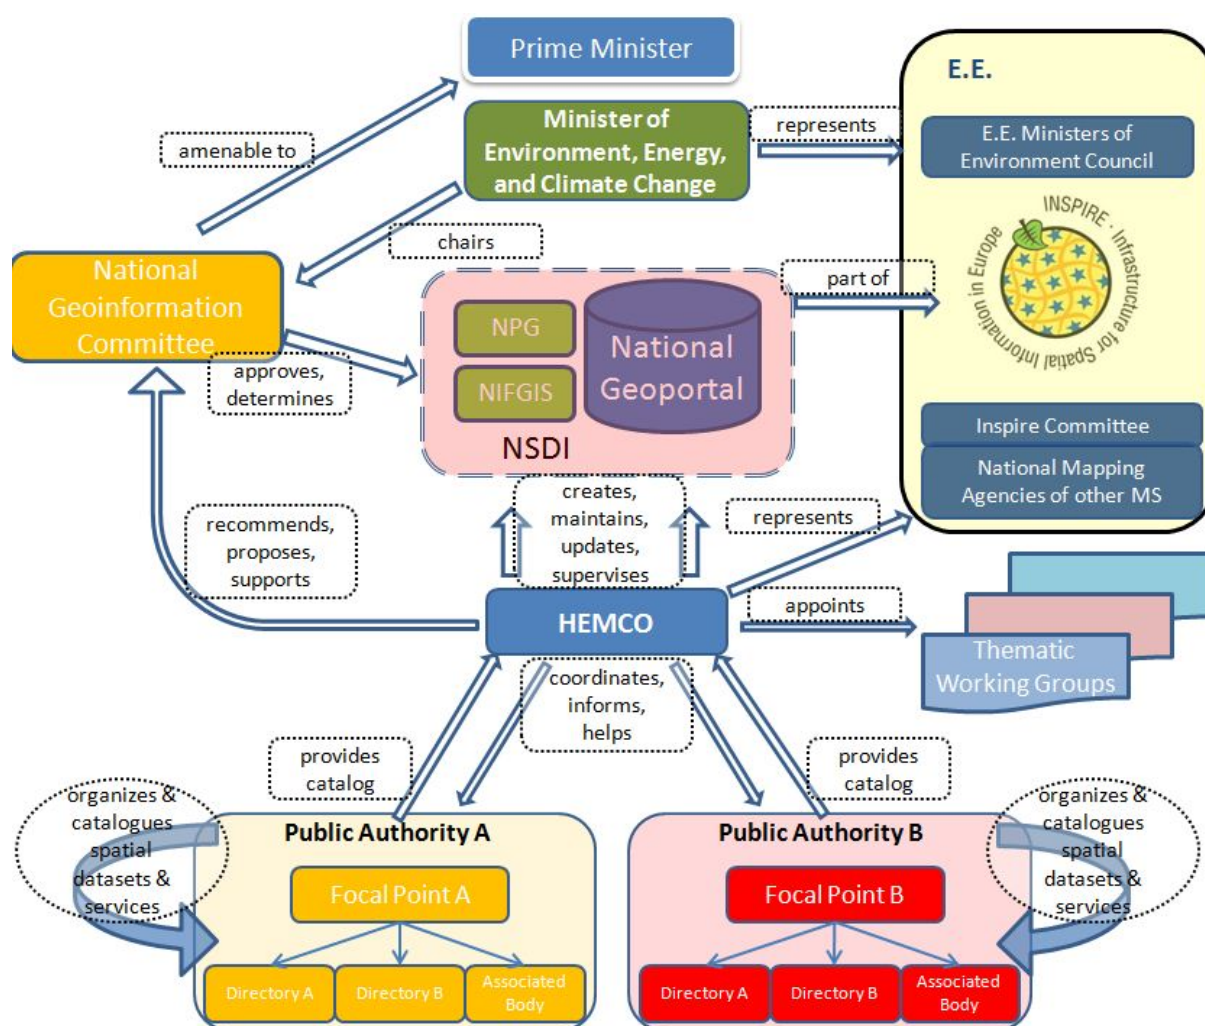 Prime Minister
E.E.
Minister of
Environment, Energy,
and Climate Change
represents
E.E. Ministers of
Environment Council
amenable to
chairs
INSPIRE · Infrastructure for Spatial Information in Europe
National
Geoinformation
Committee
part of
NPG
NIFGIS
National
Geoportal
NSDI
approves,
determines
Inspire Committee
National Mapping
Agencies of other MS
creates,
maintains,
updates,
supervises
represents
recommends,
proposes,
supports
HEMCO
appoints
Thematic
Working Groups
coordinates,
informs,
helps
provides
catalog
provides
catalog
organizes &
catalogues
spatial
datasets &
services
Public Authority A
Focal Point A
Directory A
Directory B
Associated
Body
Public Authority B
Focal Point B
Directory A
Directory B
Associated
Body
organizes &
catalogues
spatial
datasets &
services